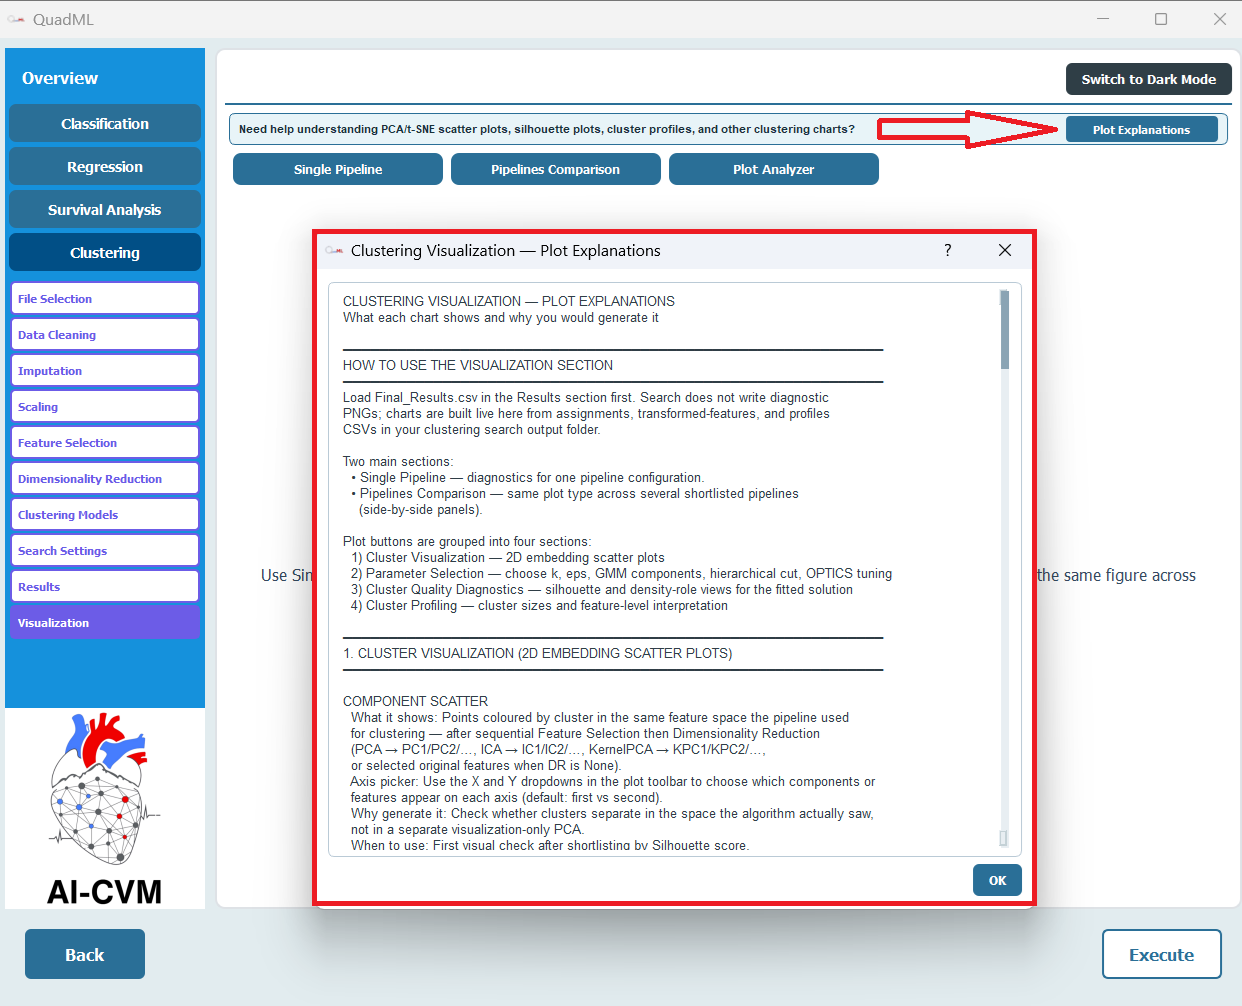 QuadML
Overview
Classification
Regression
Survival Analysis
Clustering
File Selection
Data Cleaning
Imputation
Scaling
Feature Selection
Dimensionality Reduction
Clustering Models
Search Settings
Results
Visualization
AI-CVM
Back
Switch to Dark Mode
Need help understanding PCA/t-SNE scatter plots, silhouette plots, cluster profiles, and other clustering charts?
Plot Explanations
Single Pipeline
Pipelines Comparison
Plot Analyzer
Use Sin
the same figure across
Clustering Visualization — Plot Explanations
?
CLUSTERING VISUALIZATION — PLOT EXPLANATIONS
What each chart shows and why you would generate it
HOW TO USE THE VISUALIZATION SECTION
Load Final_Results.csv in the Results section first. Search does not write diagnostic
PNGs; charts are built live here from assignments, transformed-features, and profiles
CSVs in your clustering search output folder.
Two main sections:
• Single Pipeline — diagnostics for one pipeline configuration.
• Pipelines Comparison — same plot type across several shortlisted pipelines
(side-by-side panels).
Plot buttons are grouped into four sections:
1) Cluster Visualization — 2D embedding scatter plots
2) Parameter Selection — choose k, eps, GMM components, hierarchical cut, OPTICS tuning
3) Cluster Quality Diagnostics — silhouette and density-role views for the fitted solution
4) Cluster Profiling — cluster sizes and feature-level interpretation
1. CLUSTER VISUALIZATION (2D EMBEDDING SCATTER PLOTS)
COMPONENT SCATTER
What it shows: Points coloured by cluster in the same feature space the pipeline used
for clustering — after sequential Feature Selection then Dimensionality Reduction
(PCA → PC1/PC2/…, ICA → IC1/IC2/…, KernelPCA → KPC1/KPC2/…,
or selected original features when DR is None).
Axis picker: Use the X and Y dropdowns in the plot toolbar to choose which components or
features appear on each axis (default: first vs second).
Why generate it: Check whether clusters separate in the space the algorithm actually saw,
not in a separate visualization-only PCA.
When to use: First visual check after shortlisting by Silhouette score.
OK
Execute